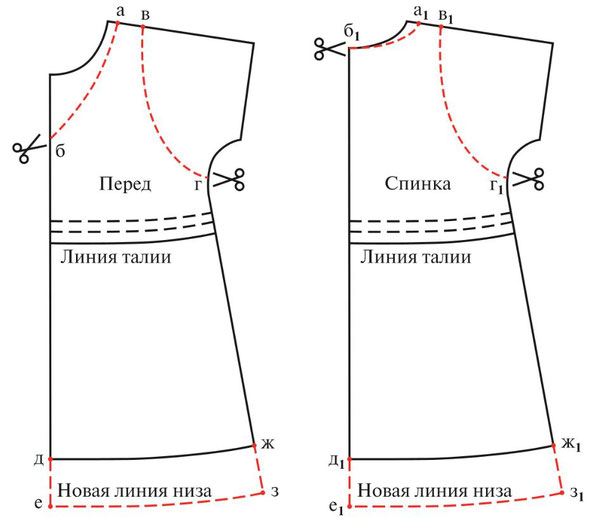 а в
б
Перед
г
Линия талии
д
ж
е
Новая линия низа
з
б1
а1 в1
Спинка
г1
Линия талии
д1
ж1
е1
Новая линия низа
з1